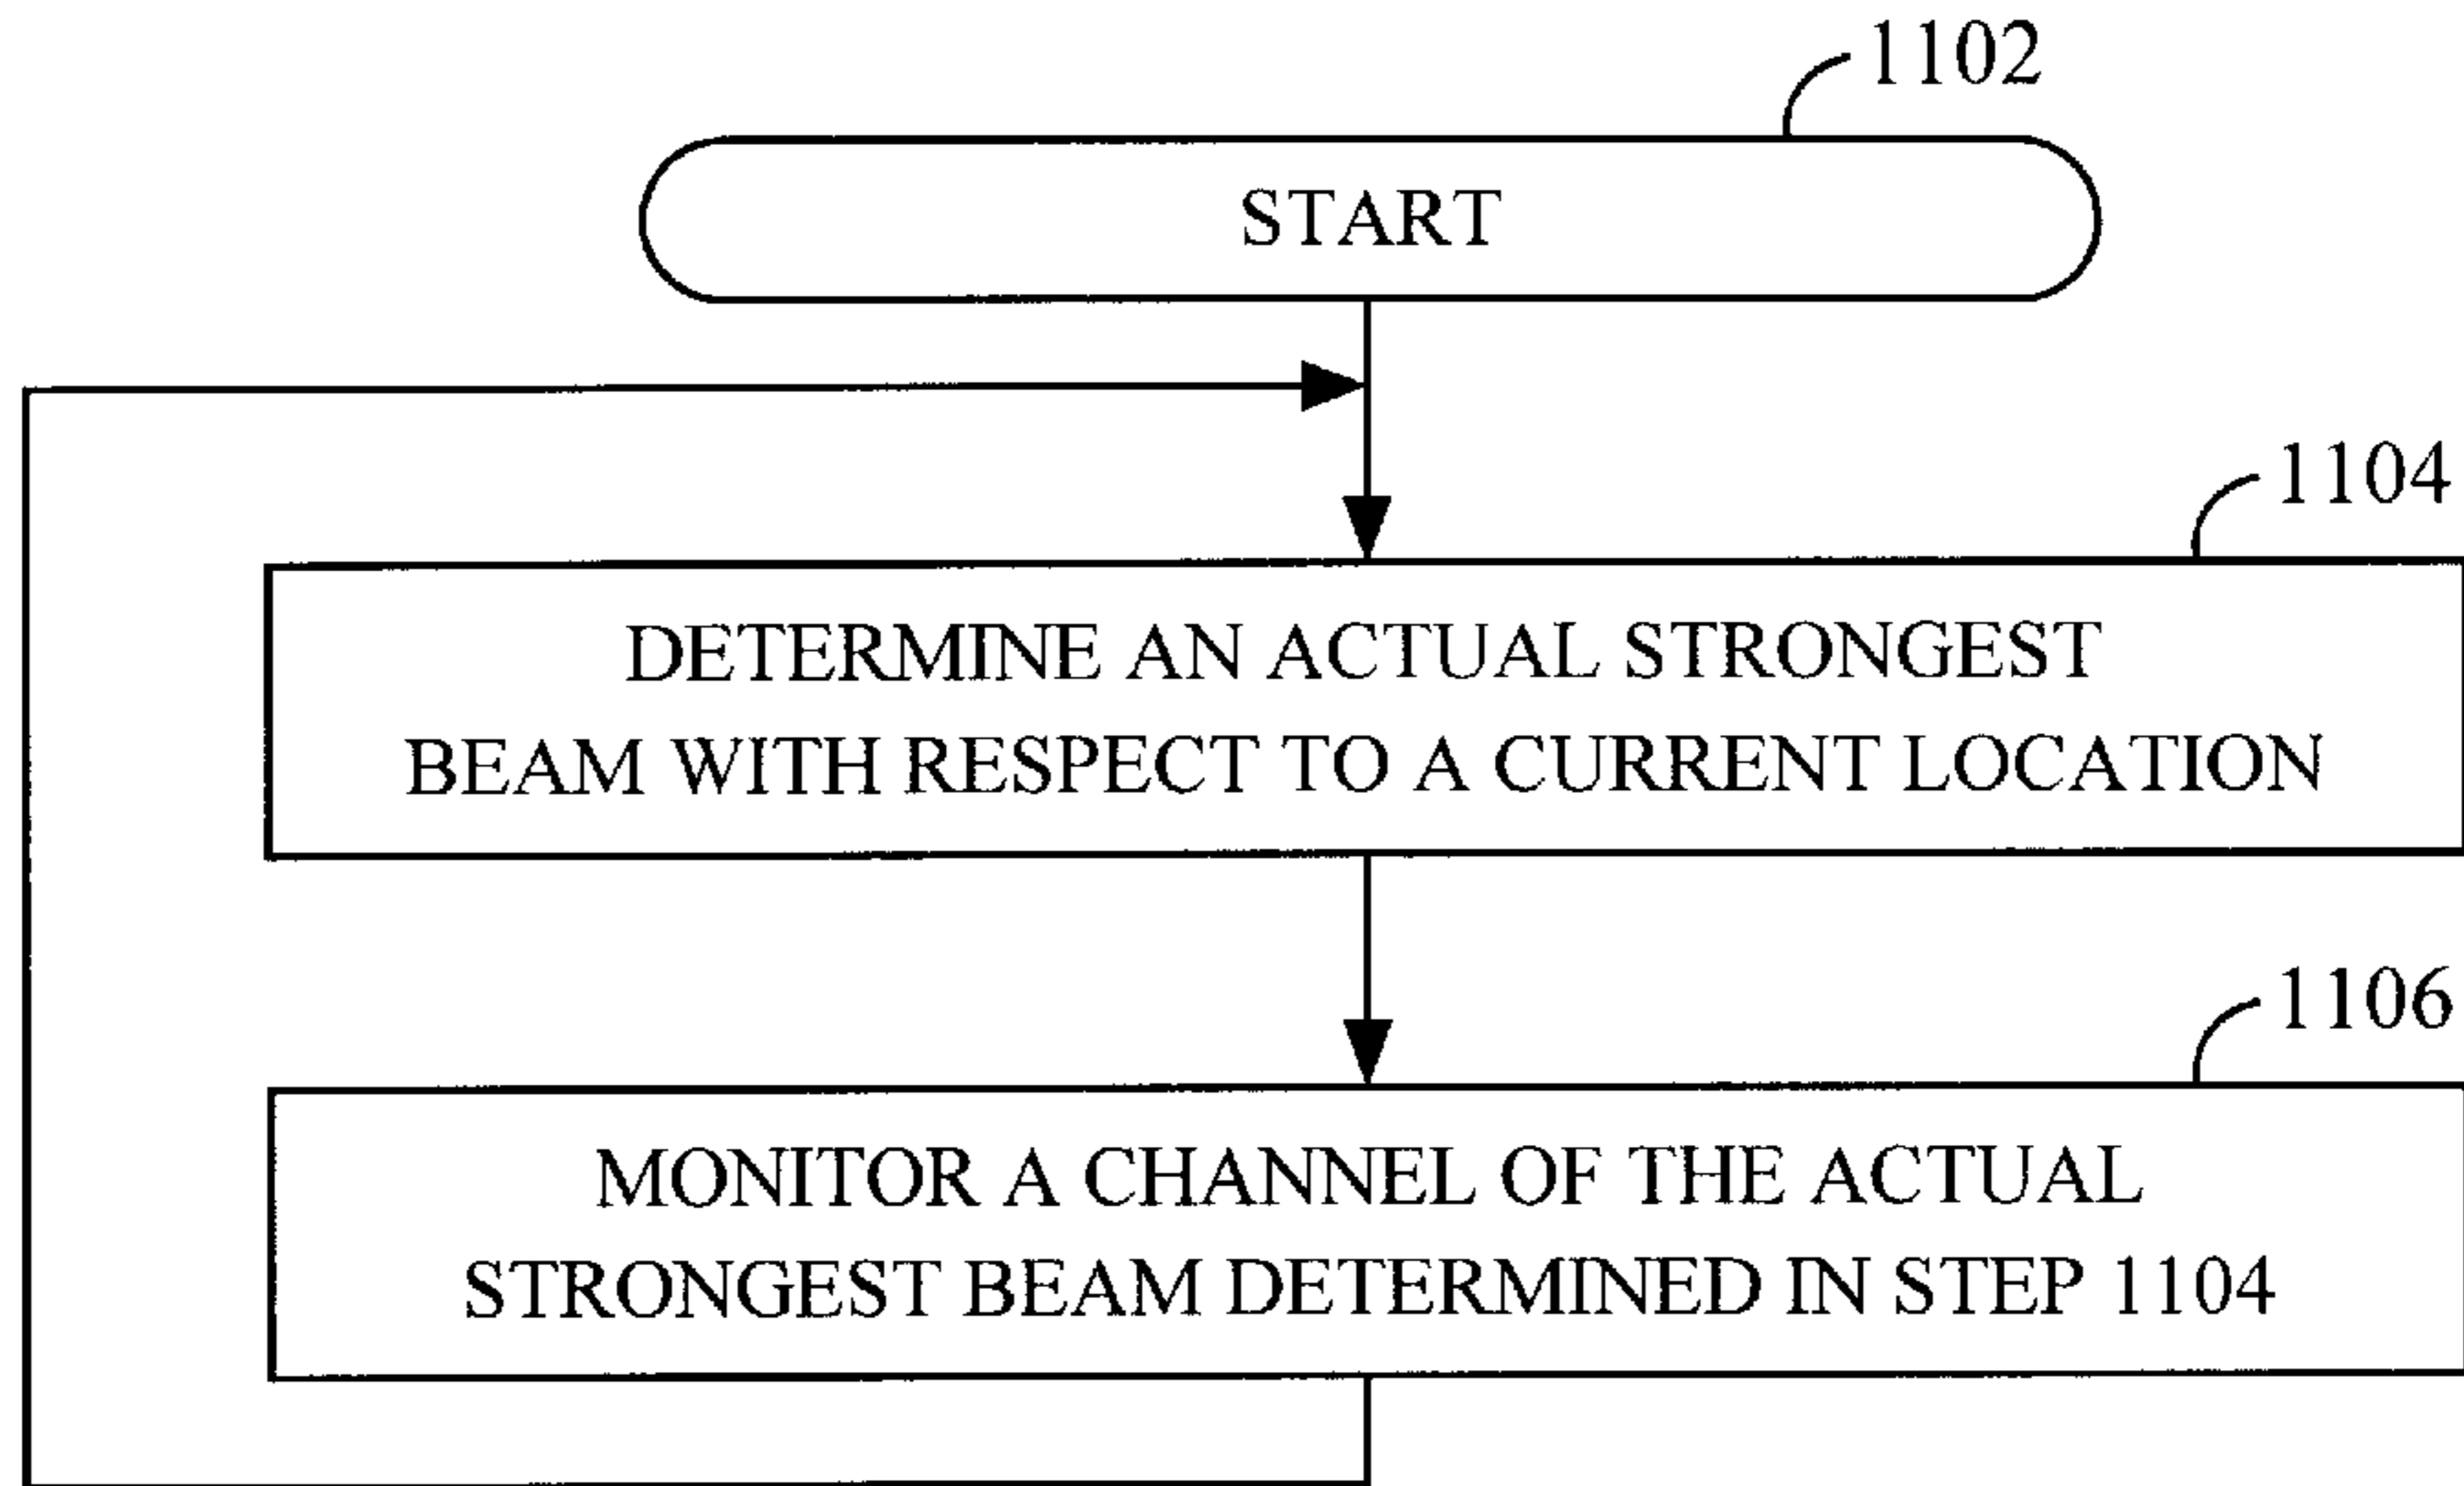 1102
START
1104
DETERMINE AN ACTUAL STRONGEST
BEAM WITH RESPECT TO A CURRENT LOCATION
1106
MONITOR A CHANNEL OF THE ACTUAL
STRONGEST BEAM DETERMINED IN STEP 1104